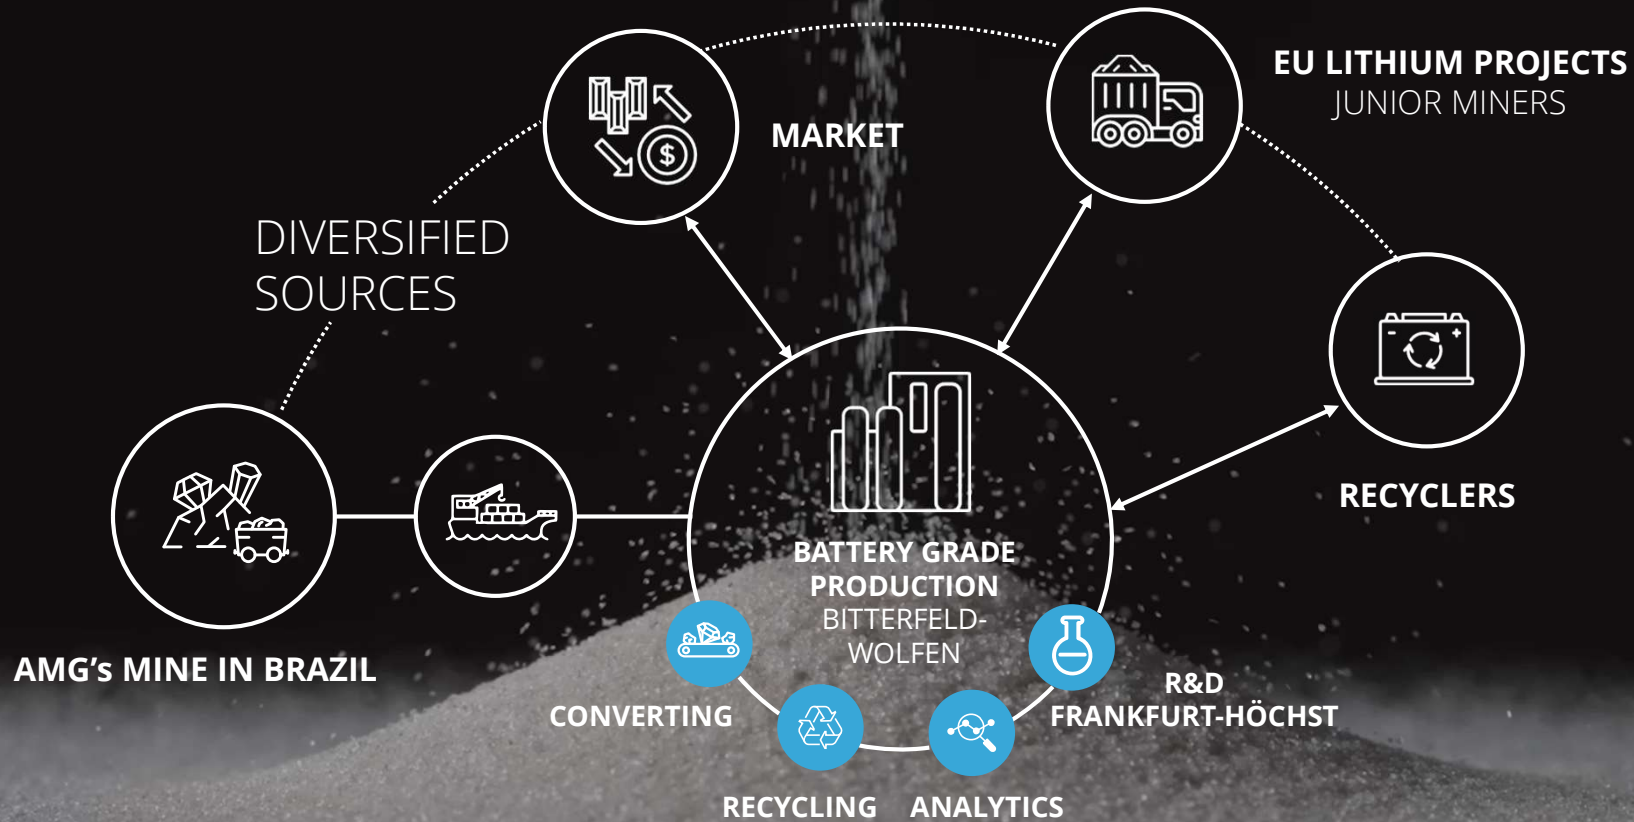 EU LITHIUM PROJECTS
JUNIOR MINERS
$
MARKET
DIVERSIFIED
SOURCES
- +
RECYCLERS
BATTERY GRADE
PRODUCTION
BITTERFELD-
WOLFEN
AMG's MINE IN BRAZIL
CONVERTING
R&D
FRANKFURT-HÖCHST
RECYCLING
ANALYTICS